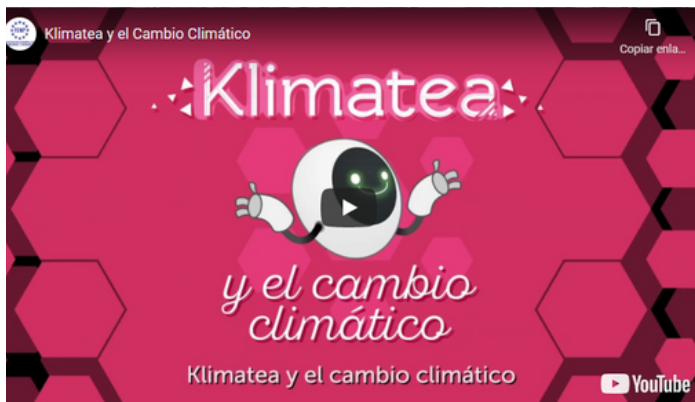 Klimatea y el Cambio Climático
Copiar enla...
Klimatea
y el cambio
climático
Klimatea y el cambio climático
YouTube